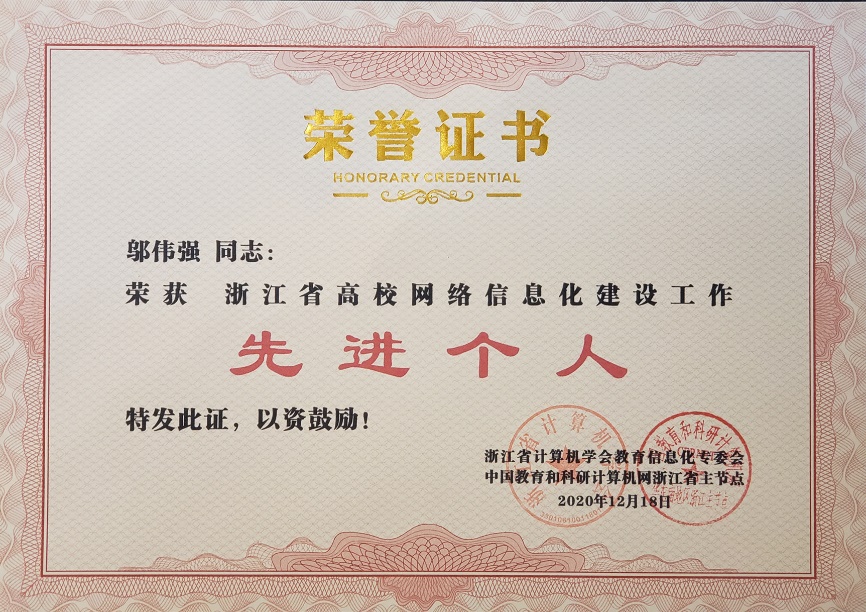 荣誉证书
HONORARY CREDENTIAL
邬伟强 同志：
荣获 浙江省高校网络信息化建设工作
先进个人
特发此证，以资鼓励！
浙江省计算机学会教育信息化专委会
中国教育和科研计算机网浙江省主节点
2020年12月18日